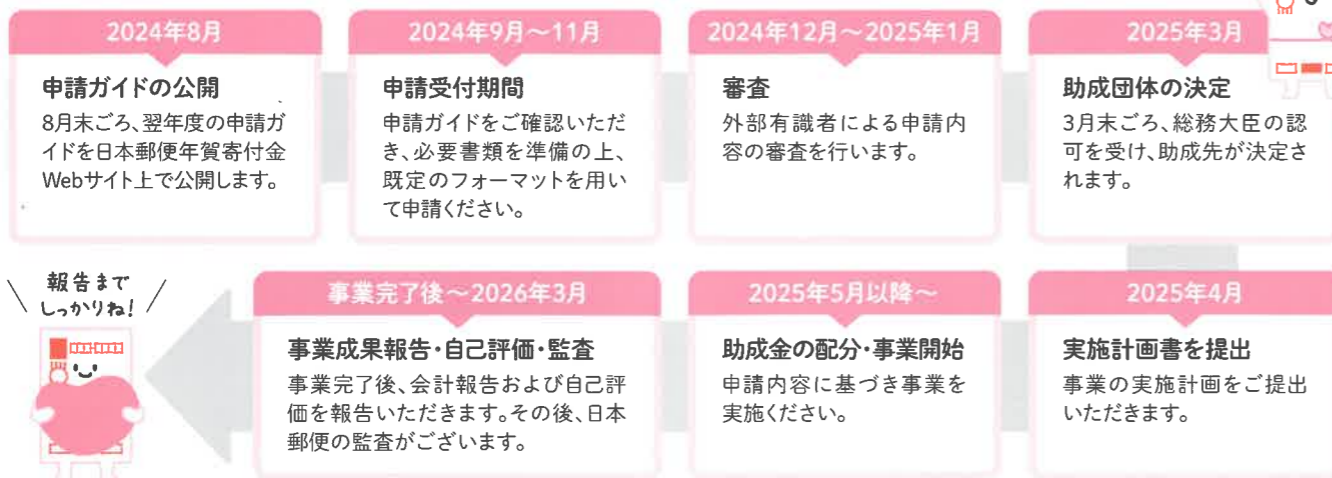 2024年8月
申請ガイドの公開
8月末ごろ、翌年度の申請ガ
イドを日本郵便年賀寄付金
Webサイト上で公開します。
2024年9月〜11月
申請受付期間
申請ガイドをご確認いただ
き、必要書類を準備の上、
既定のフォーマットを用い
て申請ください。
2024年12月〜2025年1月
審査
外部有識者による申請内
容の審査を行います。
2025年3月
助成団体の決定
3月末ごろ、総務大臣の認
可を受け、助成先が決定さ
れます。
2025年4月
実施計画書を提出
事業の実施計画をご提出
いただきます。
2025年5月以降〜
助成金の配分・事業開始
申請内容に基づき事業を
実施ください。
事業完了後〜2026年3月
事業成果報告・自己評価・監査
事業完了後、会計報告および自己評
価を報告いただきます。その後、日本
郵便の監査がございます。
報告まで
しっかりね!